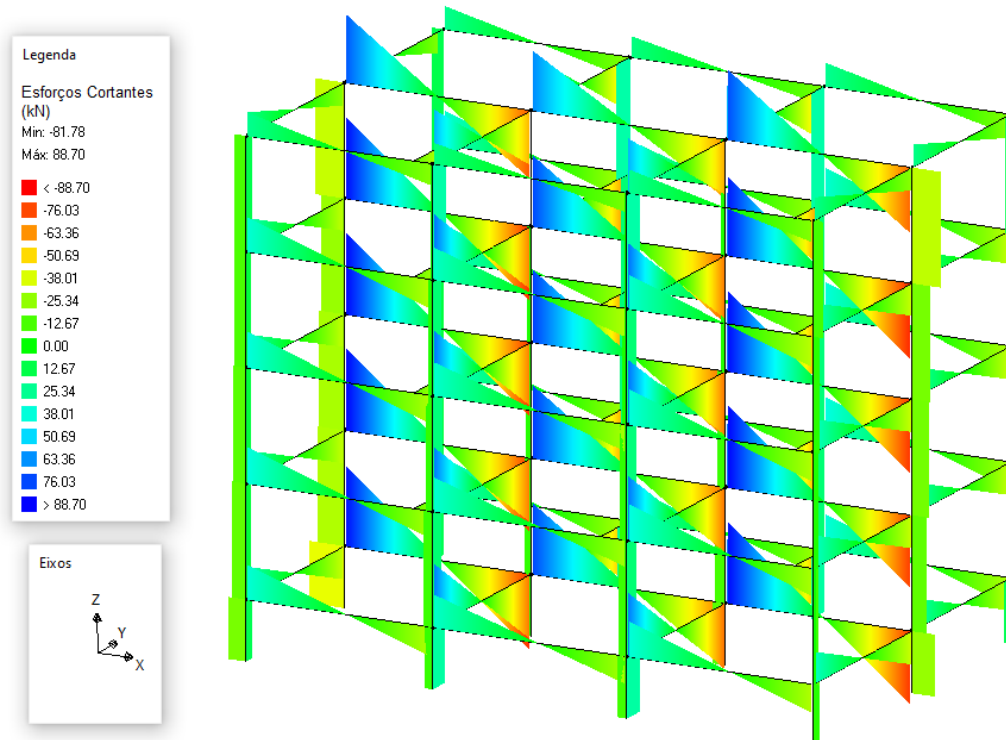 Legenda
Esforços Cortantes
(kN)
Min: -81.78
Máx: 88.70
< -88.70
-76.03
-63.36
-50.69
-38.01
-25.34
-12.67
0.00
12.67
25.34
38.01
50.69
63.36
76.03
> 88.70
Eixos
Z
Y
X